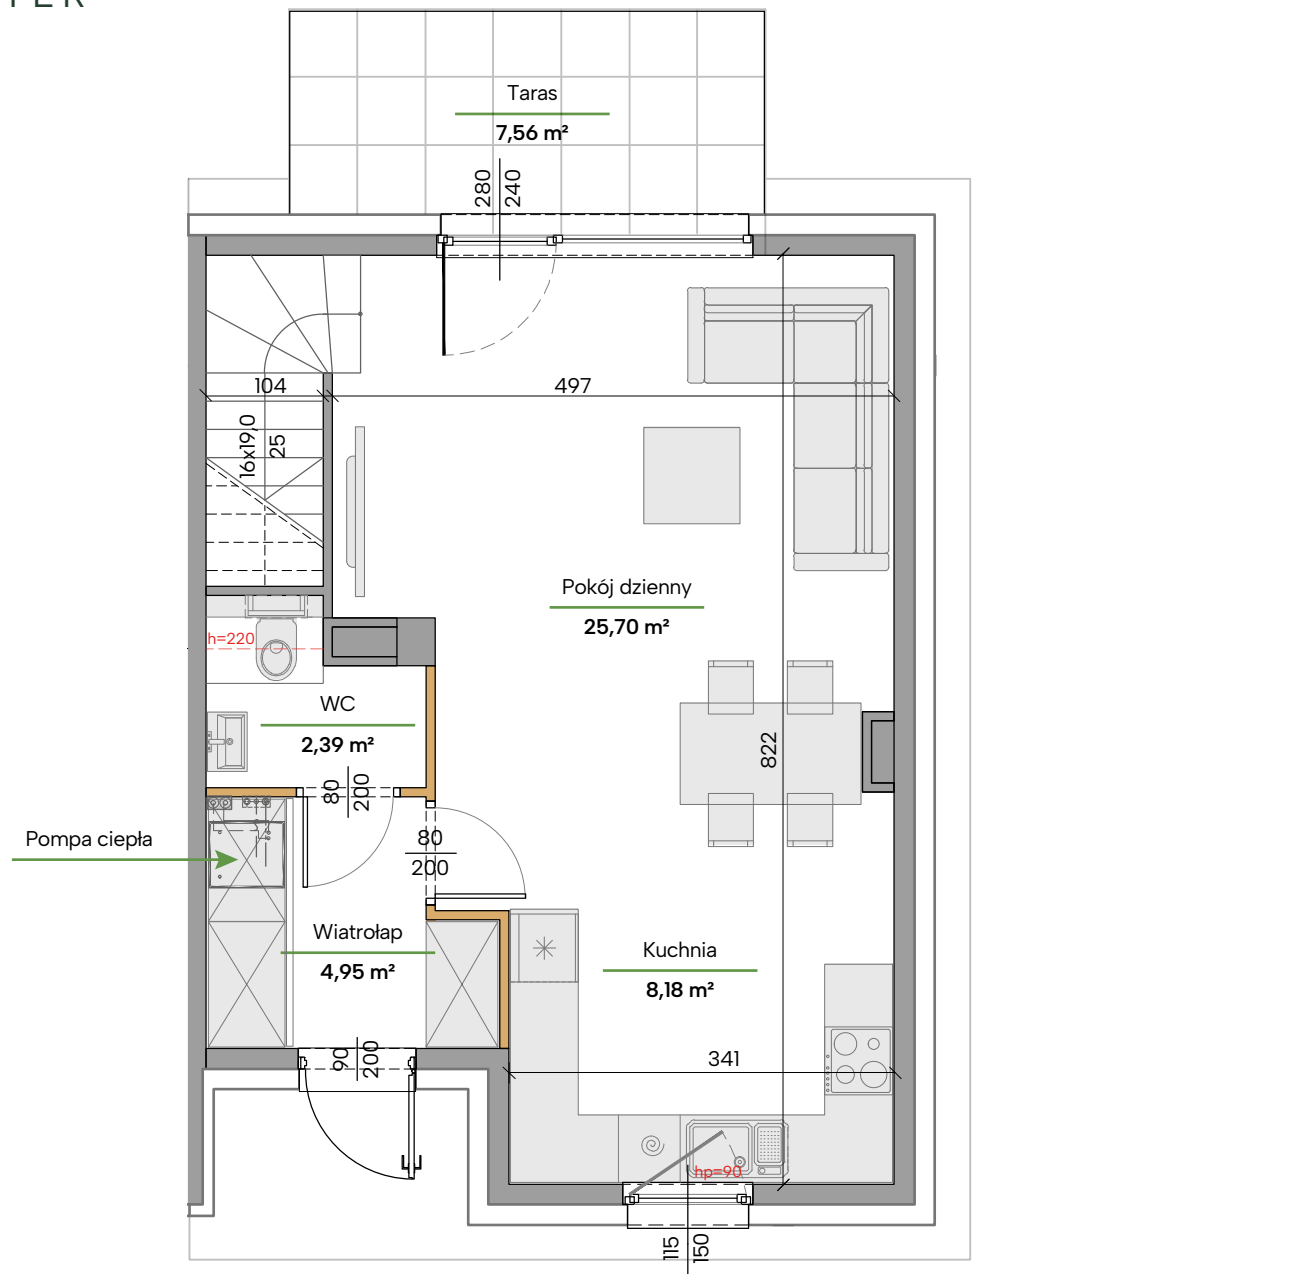 Taras
7,56 m²
280
240
104
497
16x19,0
25
Pokój dzienny
25,70 m²
h=220
WC
2,39 m²
822
80
200
Pompa ciepła
80
200
Wiatrołap
4,95 m²
Kuchnia
8,18 m²
90
200
341
hp=90
115
150